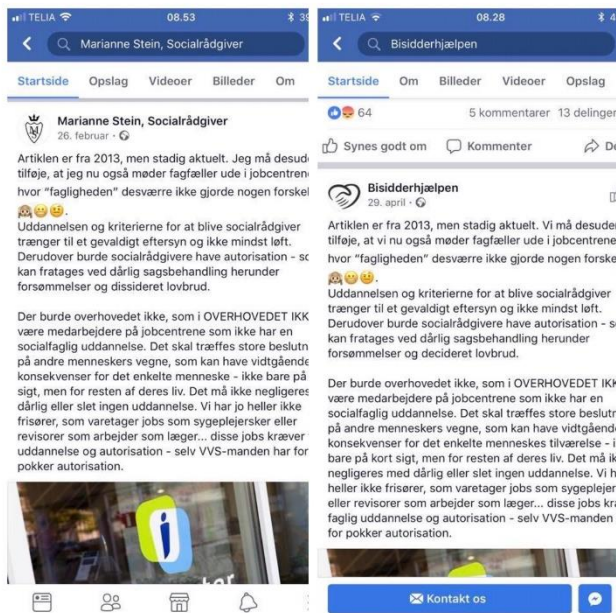 TELIA
08.53
39
Marianne Stein, Socialrådgiver
Startside Opslag Videoer Billeder Om
Marianne Stein, Socialrådgiver
26. februar
Artiklen er fra 2013, men stadig aktuelt. Jeg må desud
tilføje, at jeg nu også møder fagfæller ude i jobcentren
hvor "fagligheden" desværre ikke gjorde nogen forskel
Uddannelsen og kriterierne for at blive socialrådgiver
trænger til et gevaldigt eftersyn og ikke mindst løft.
Derudover burde socialrådgivere have autorisation - so
kan fratages ved dårlig sagsbehandling herunder
forsømmelser og dissideret lovbrud.
Der burde overhovedet ikke, som i OVERHOVEDET IKK
være medarbejdere på jobcentrene som ikke har en
socialfaglig uddannelse. Det skal træffes store beslutn
på andre menneskers vegne, som kan have vidtgående
konsekvenser for det enkelte menneske - ikke bare på
sigt, men for resten af deres liv. Det må ikke negligeres
dårlig eller slet ingen uddannelse. Vi har jo heller ikke
frisører, som varetager jobs som sygeplejersker eller
revisorer som arbejder som læger... disse jobs kræver
uddannelse og autorisation - selv VVS-manden har for
pokker autorisation.
TELIA
08.28
4
Bisidderhjælpen
Startside Om Billeder Videoer Opslag
64 5 kommentarer 13 delinger
Synes godt om Kommenter De
Bisidderhjælpen
29. april
Artiklen er fra 2013, men stadig aktuelt. Vi må desuden
tilføje, at vi nu også møder fagfæller ude i jobcentrene
hvor "fagligheden" desværre ikke gjorde nogen forske
Uddannelsen og kriterierne for at blive socialrådgiver
trænger til et gevaldigt eftersyn og ikke mindst løft.
Derudover burde socialrådgivere have autorisation - s
kan fratages ved dårlig sagsbehandling herunder
forsømmelser og decideret lovbrud.
Der burde overhovedet ikke, som i OVERHOVEDET IKK
være medarbejdere på jobcentrene som ikke har en
socialfaglig uddannelse. Det skal træffes store beslutn
på andre menneskers vegne, som kan have vidtgående
konsekvenser for det enkelte menneskes tilværelse - i
bare på kort sigt, men for resten af deres liv. Det må ik
negligeres med dårlig eller slet ingen uddannelse. Vi h
heller ikke frisører, som varetager jobs som sygeplejer
eller revisorer som arbejder som læger... disse jobs kra
faglig uddannelse og autorisation - selv VVS-manden
for pokker autorisation.
Kontakt os